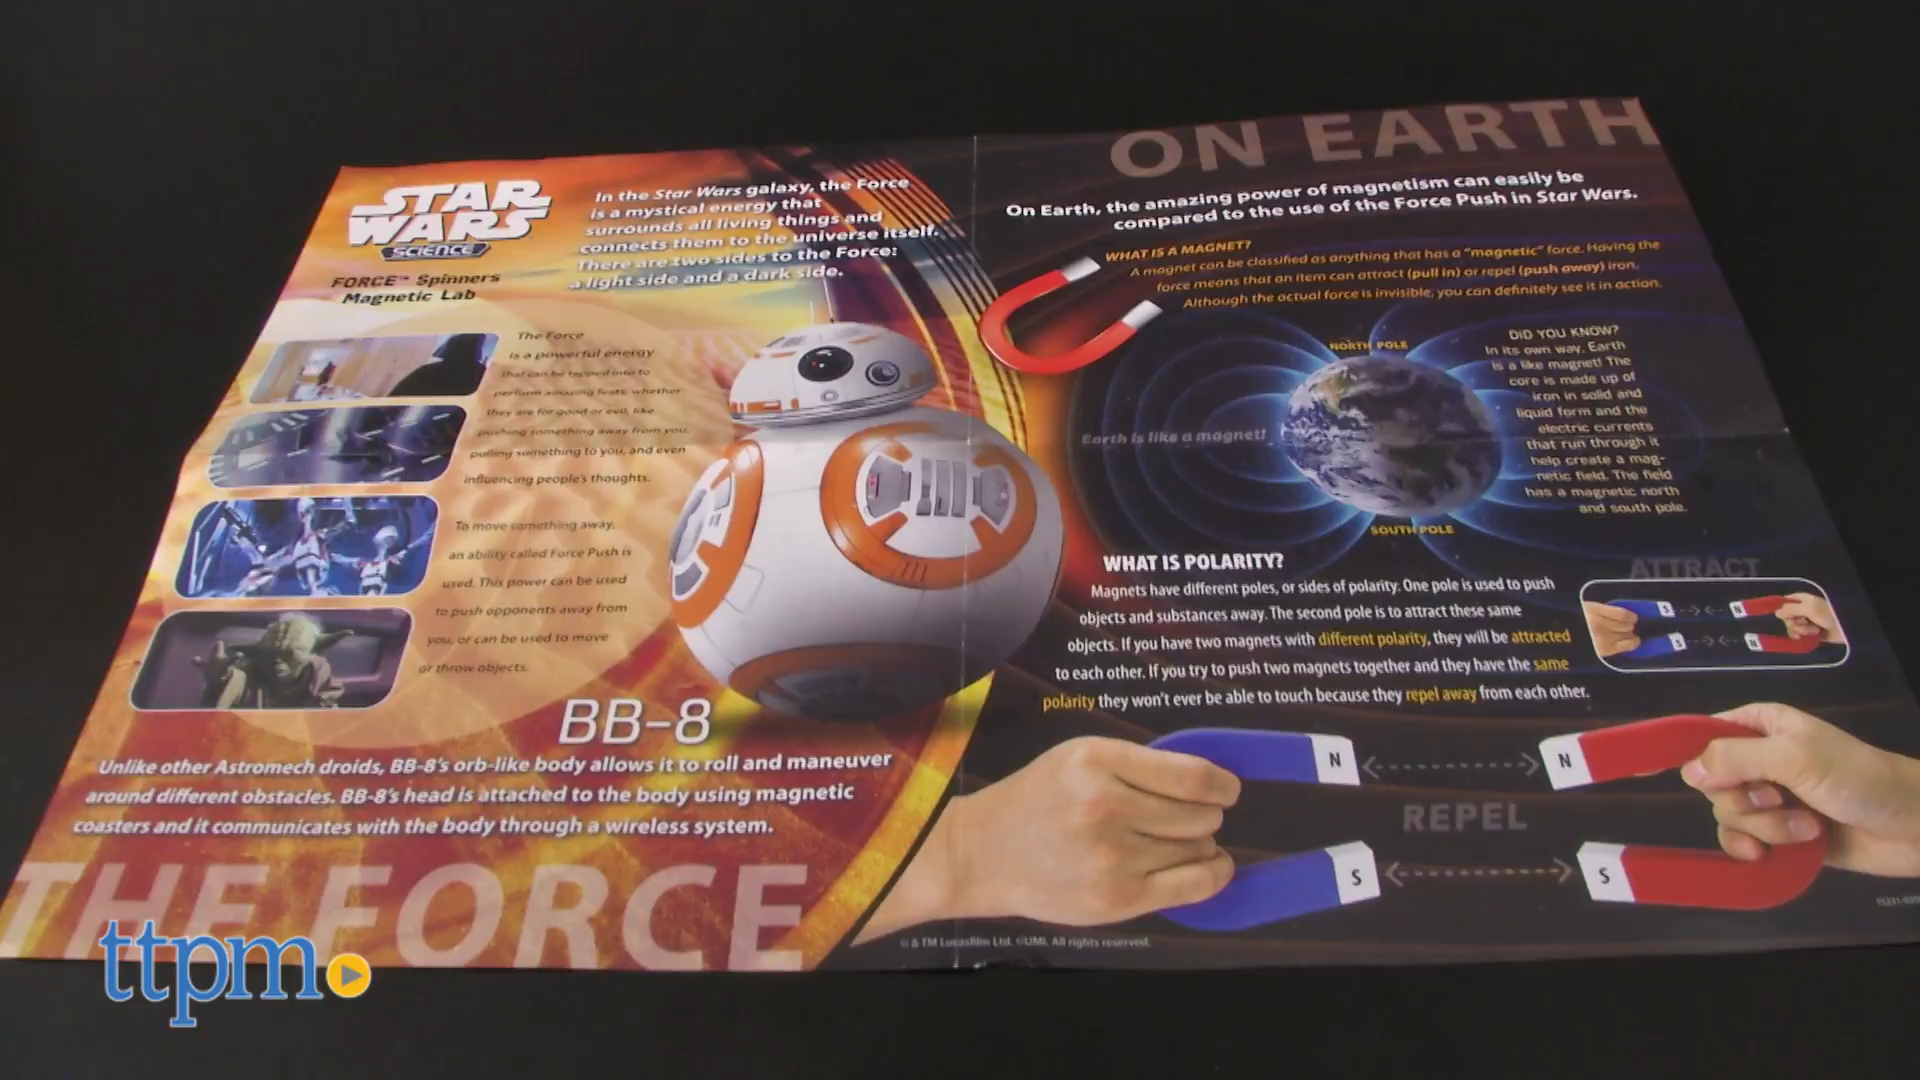 STAR
WARS
SCIENCE
FORCE™ Spinners
Magnetic Lab
In the Star Wars galaxy, the Force
is a mystical energy that
surrounds all living things and
connects them to the universe itself.
There are two sides to the Force:
a light side and a dark side.
The Force
is a powerful energy
that can be tapped into to
perform amazing feats, whether
they are for good or evil, like
pushing something away from you,
pulling something to you, and even
influencing people's thoughts.
To move something away,
an ability called Force Push is
used. This power can be used
to push opponents away from
you, or can be used to move
or throw objects.
BB-8
Unlike other Astromech droids, BB-8's orb-like body allows it to roll and maneuver
around different obstacles. BB-8's head is attached to the body using magnetic
coasters and it communicates with the body through a wireless system.
THE FORCE
ON EARTH
On Earth, the amazing power of magnetism can easily be
compared to the use of the Force Push in Star Wars.
WHAT IS A MAGNET?
A magnet can be classified as anything that has a "magnetic" force. Having the
force means that an item can attract (pull in) or repel (push away) iron.
Although the actual force is invisible, you can definitely see it in action.
NORTH POLE
Earth is like a magnet!
SOUTH POLE
DID YOU KNOW?
In its own way, Earth
is a like magnet! The
core is made up of
iron in solid and
liquid form and the
electric currents
that run through it
help create a mag-
netic field. The field
has a magnetic north
and south pole.
WHAT IS POLARITY?
Magnets have different poles, or sides of polarity. One pole is used to push
objects and substances away. The second pole is to attract these same
objects. If you have two magnets with different polarity, they will be attracted
to each other. If you try to push two magnets together and they have the same
polarity they won't ever be able to touch because they repel away from each other.
ATTRACT
S N
S N
N N
REPEL
S S
© & TM Lucasfilm Ltd. ©UMI. All rights reserved.
ttpm